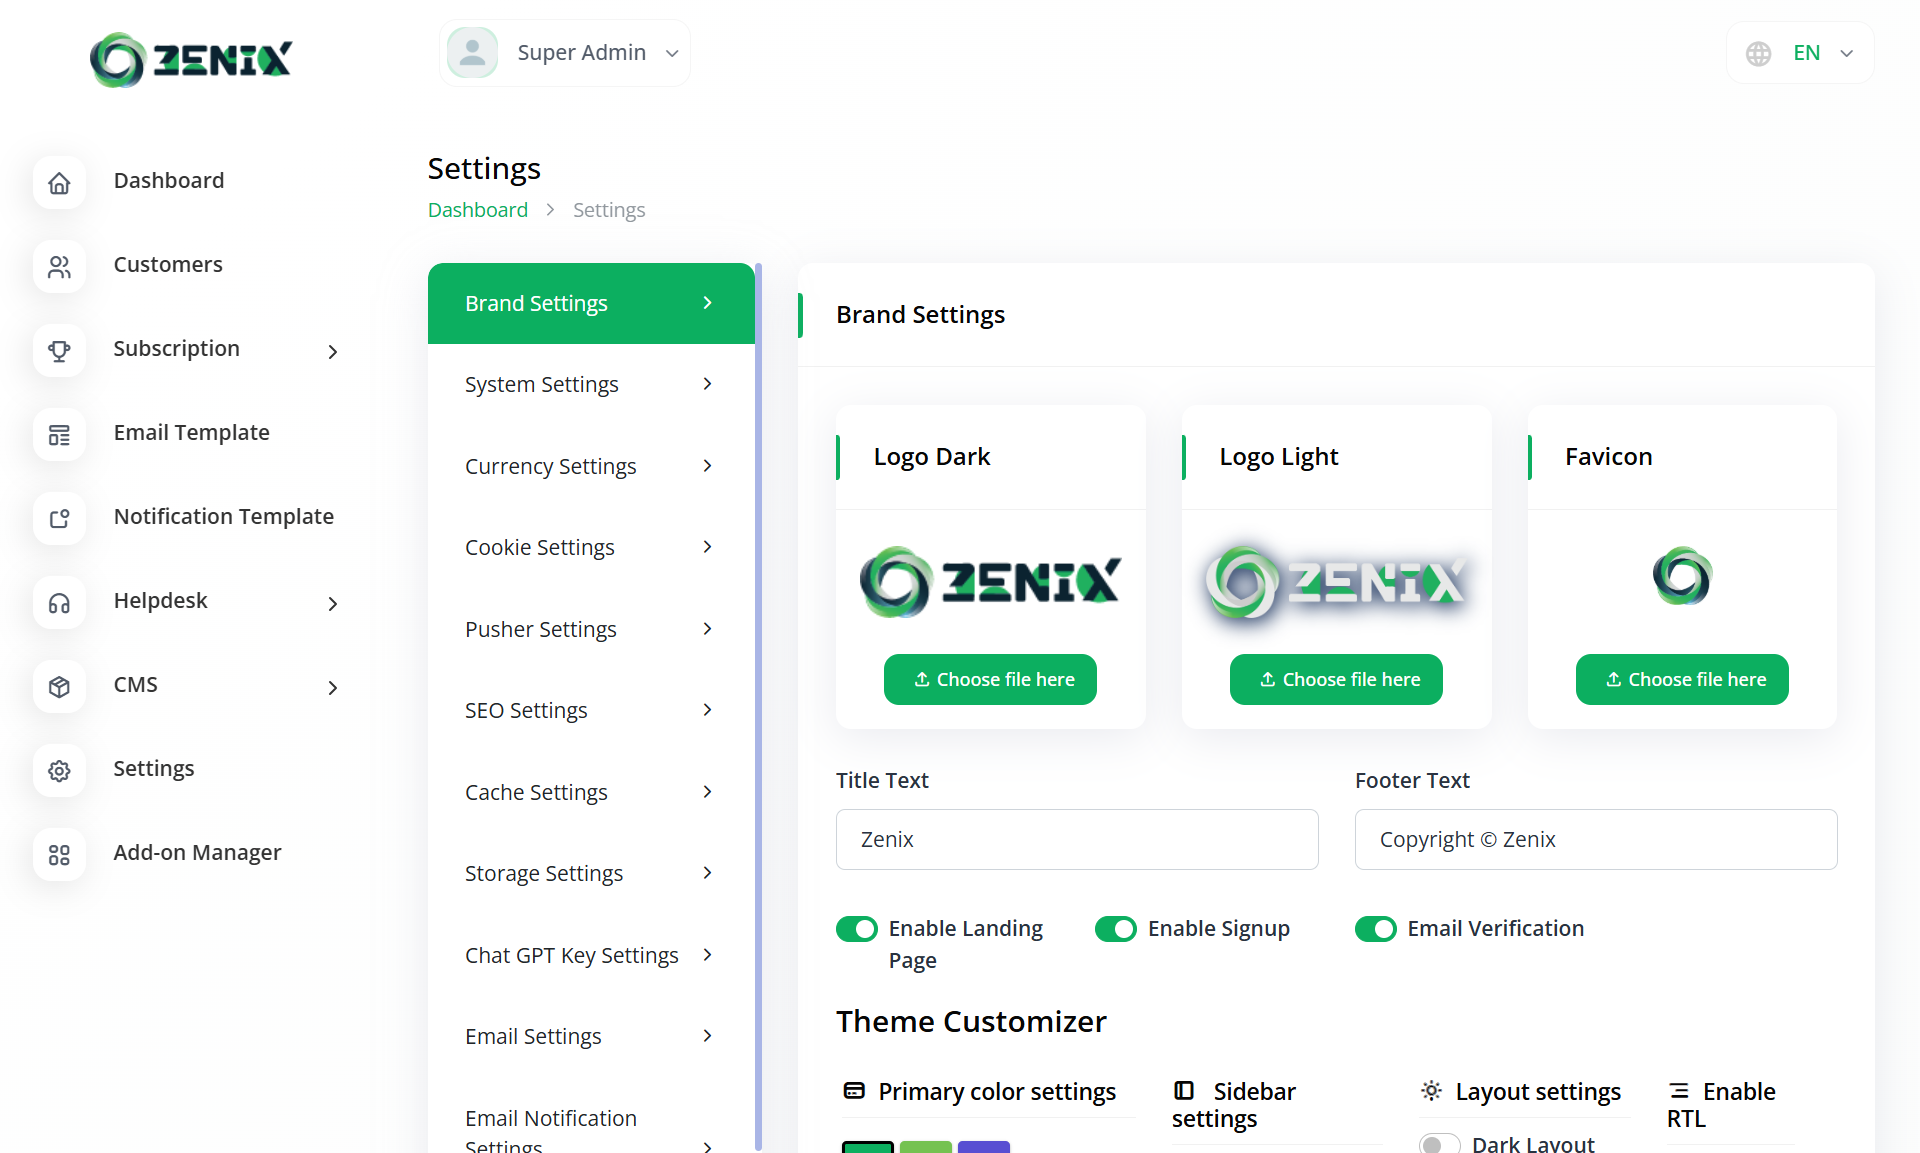 ZENIX
Super Admin
EN
Dashboard
Customers
Subscription
Email Template
Notification Template
Helpdesk
CMS
Settings
Add-on Manager
Settings
Dashboard Settings
Brand Settings
System Settings
Currency Settings
Cookie Settings
Pusher Settings
SEO Settings
Cache Settings
Storage Settings
Chat GPT Key Settings
Email Settings
Email Notification
Settings
Brand Settings
Logo Dark
ZENIX
Choose file here
Logo Light
ZENIX
Choose file here
Favicon
Choose file here
Title Text
Zenix
Footer Text
Copyright © Zenix
Enable Landing
Page
Enable Signup
Email Verification
Theme Customizer
Primary color settings
Sidebar
settings
Layout settings
Dark Layout
Enable
RTL